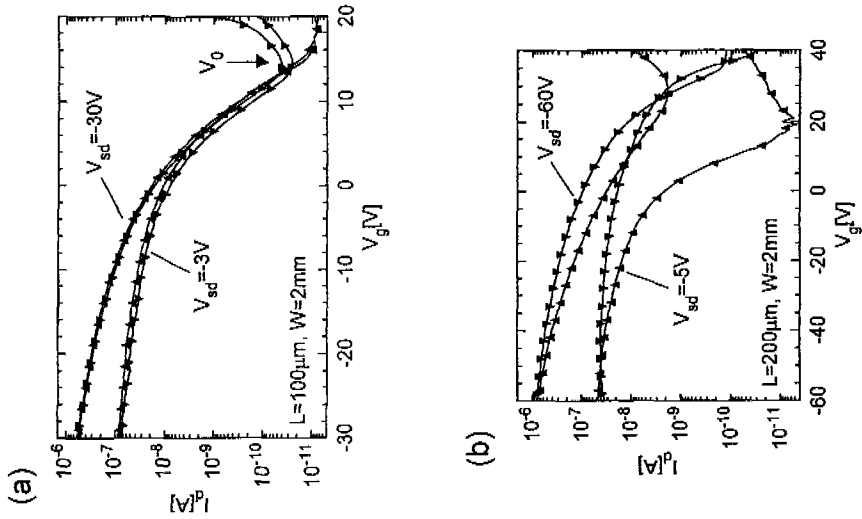 (a)
I_d[A]
10^-6
10^-7
10^-8
10^-9
10^-10
10^-11
V_sd=-30V
V_sd=-3V
V_0
L=100μm, W=2mm
-30 -20 -10 0 10 20
V_g[V]
(b)
I_d[A]
10^-6
10^-7
10^-8
10^-9
10^-10
10^-11
V_sd=-60V
V_sd=-5V
L=200μm, W=2mm
-60 -40 -20 0 20 40
V_g[V]